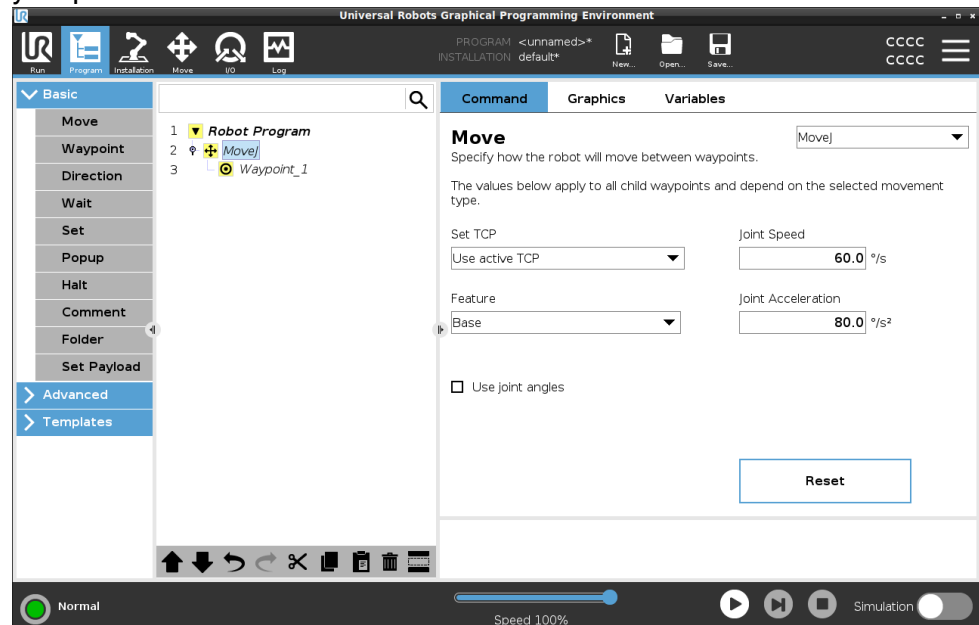 Universal Robots Graphical Programming Environment
UR
Run
Program
Installation
Move
I/O
Log
PROGRAM <unnamed>*
INSTALLATION default*
New...
Open...
Save...
CCCC
CCCC
Basic
Move
Waypoint
Direction
Wait
Set
Popup
Halt
Comment
Folder
Set Payload
Advanced
Templates
1 Robot Program
2 MoveJ
3 Waypoint_1
Command Graphics Variables
Move
MoveJ
Specify how the robot will move between waypoints.
The values below apply to all child waypoints and depend on the selected movement
type.
Set TCP
Joint Speed
Use active TCP
60.0 °/s
Feature
Joint Acceleration
Base
80.0 °/s²
Use joint angles
Reset
Normal
Speed 100%
Simulation